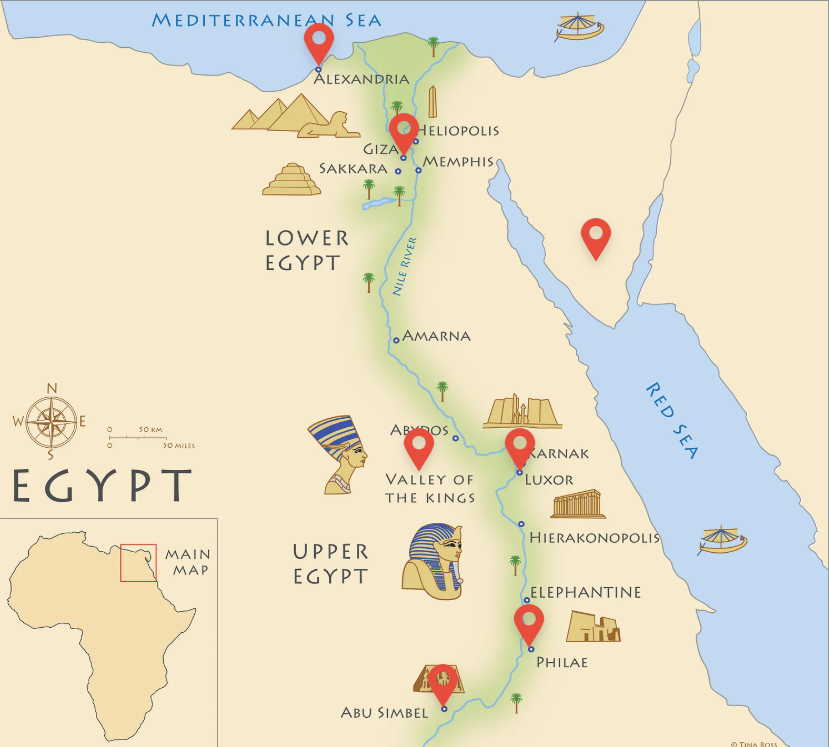 MEDITERRANEAN SEA
ALEXANDRIA
HELIOPOLIS
GIZA
SAKKARA
MEMPHIS
LOWER
EGYPT
NILE RIVER
AMARNA
N
W
E
S
0
50 KM
0
50 MILES
EGYPT
ABYDOS
KARNAK
LUXOR
VALLEY OF
THE KINGS
RED SEA
HIERAKONOPOLIS
UPPER
EGYPT
ELEPHANTINE
PHILAE
ABU SIMBEL
MAIN
MAP
© TINA ROSS